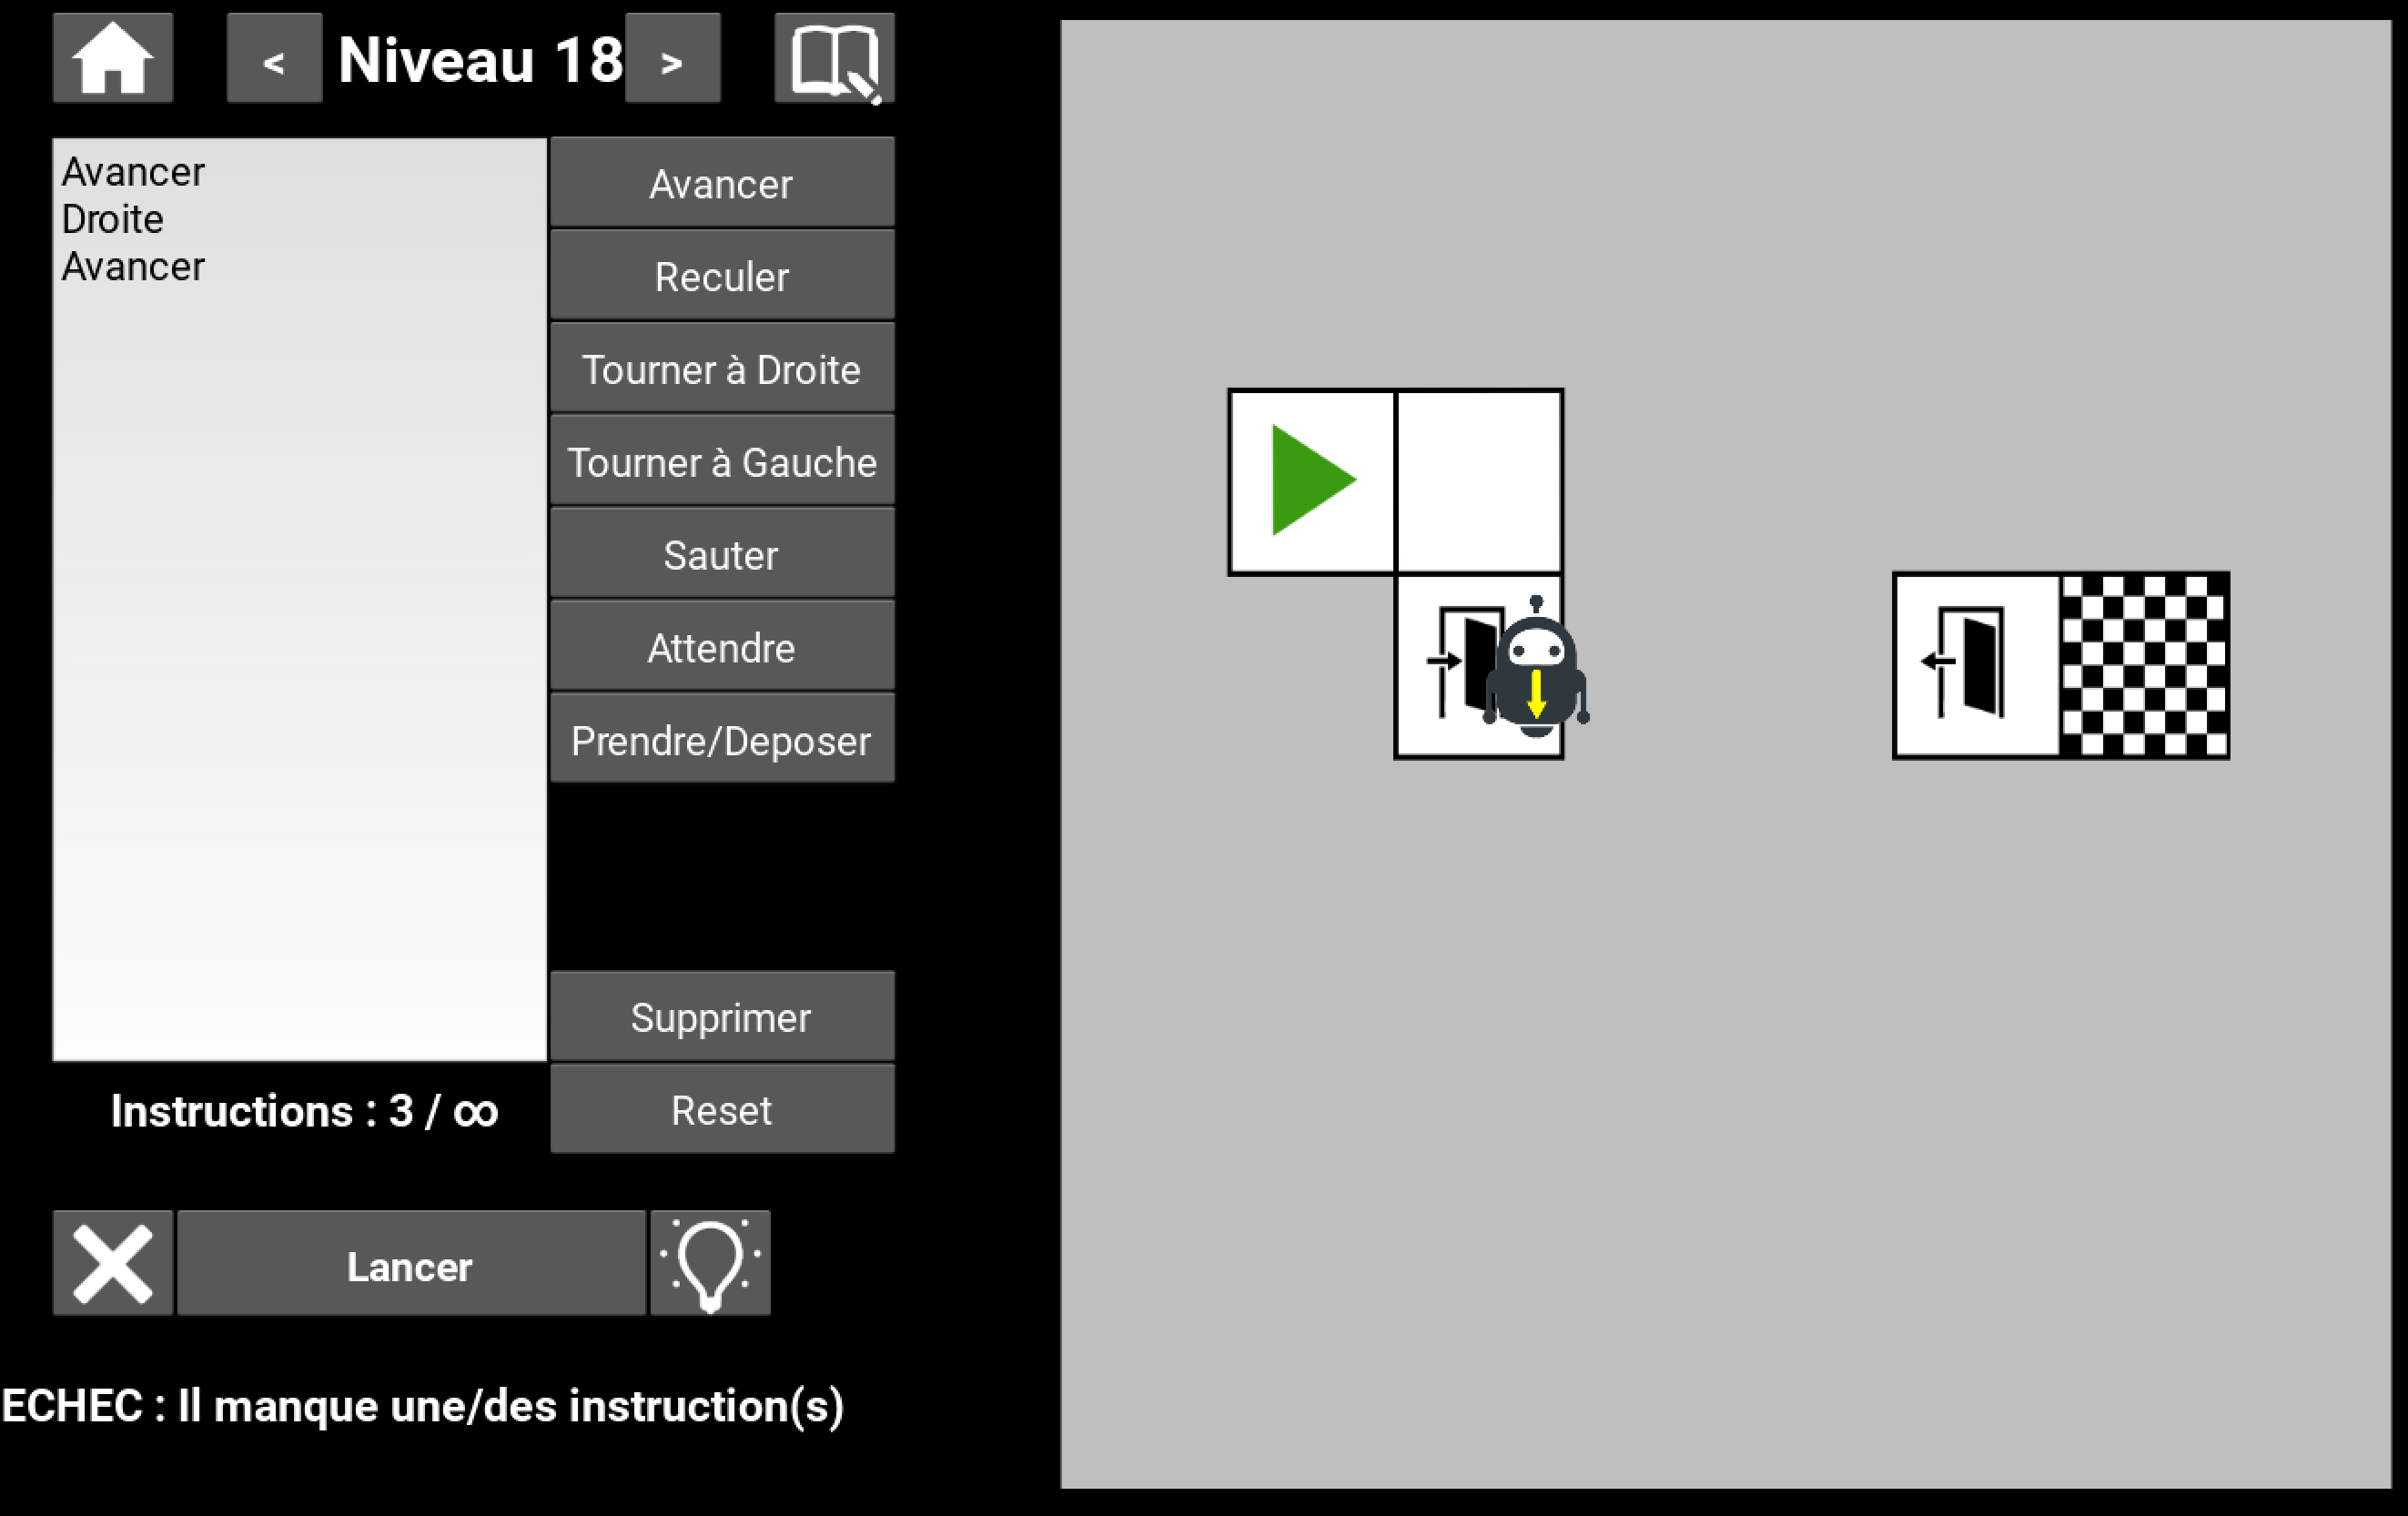 < Niveau 18 >
Avancer
Droite
Avancer
Avancer
Reculer
Tourner à Droite
Tourner à Gauche
Sauter
Attendre
Prendre/Deposer
Supprimer
Instructions : 3 / ∞
Reset
Lancer
ECHEC : Il manque une/des instruction(s)